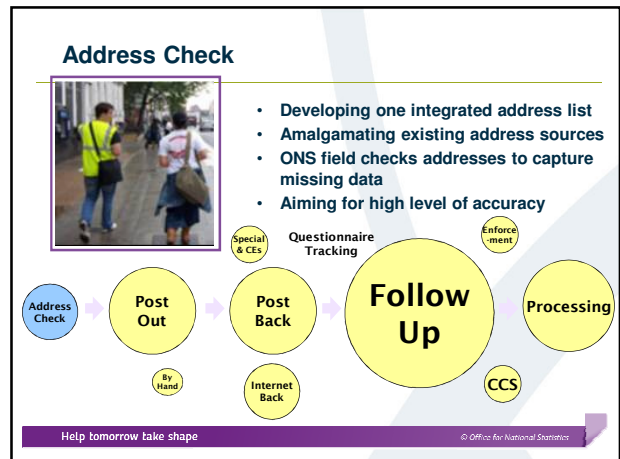 Address Check
• Developing one integrated address list
• Amalgamating existing address sources
• ONS field checks addresses to capture
missing data
• Aiming for high level of accuracy
Special
& CEs
Questionnaire
Tracking
Enforce
-ment
Address
Check
Post
Out
Post
Back
Follow
Up
Processing
By
Hand
Internet
Back
CCS
Help tomorrow take shape
© Office for National Statistics